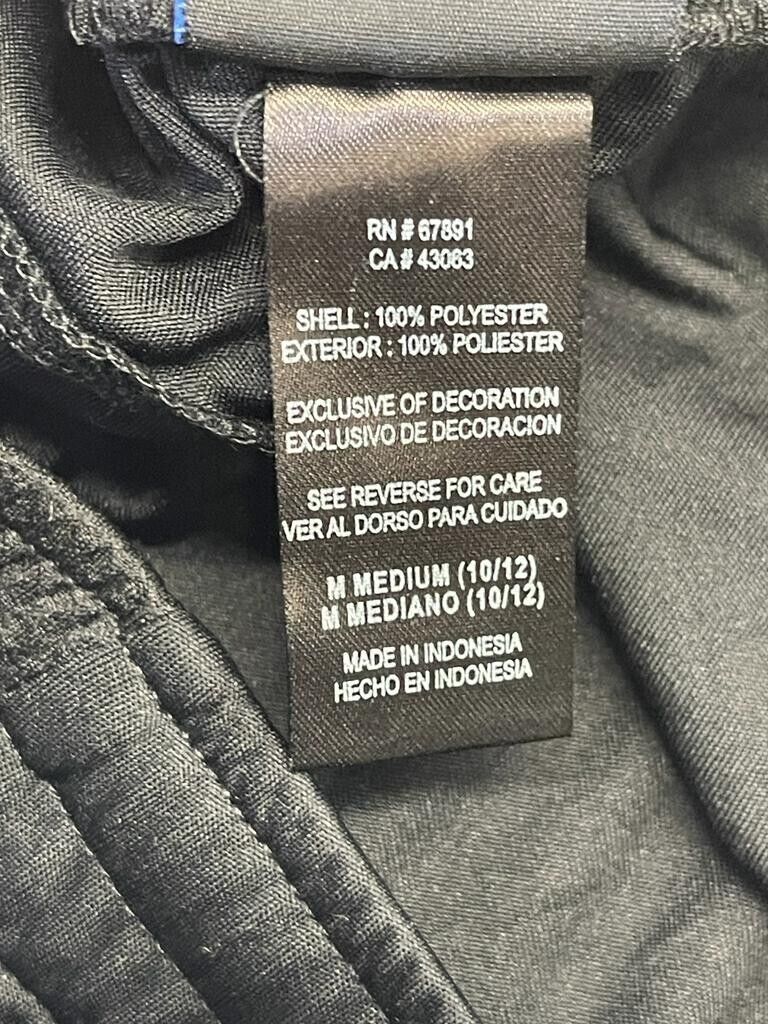 RN # 67891
CA # 43083
SHELL : 100% POLYESTER
EXTERIOR : 100% POLIESTER
EXCLUSIVE OF DECORATION
EXCLUSIVO DE DECORACION
SEE REVERSE FOR CARE
VER AL DORSO PARA CUIDADO
M MEDIUM (10/12)
M MEDIANO (10/12)
MADE IN INDONESIA
HECHO EN INDONESIA